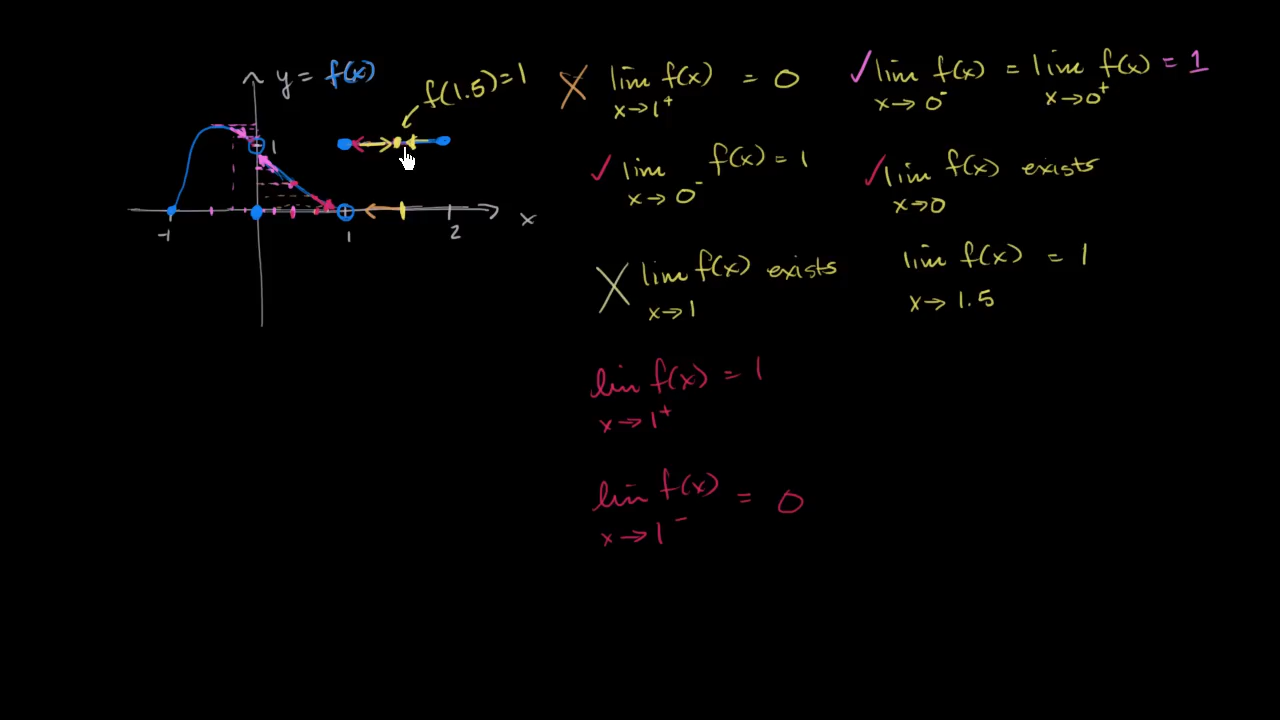 y = f(x)
f(1.5)=1
1
-1
1
2
x
X lim f(x) = 0
x→1⁺
✓ lim f(x) = 1
x→0⁻
X lim f(x) exists
x→1
lim f(x) = 1
x→1⁺
lim f(x) = 0
x→1⁻
✓ lim f(x) = lim f(x) = 1
x→0⁻ x→0⁺
✓ lim f(x) exists
x→0
lim f(x) = 1
x→1.5